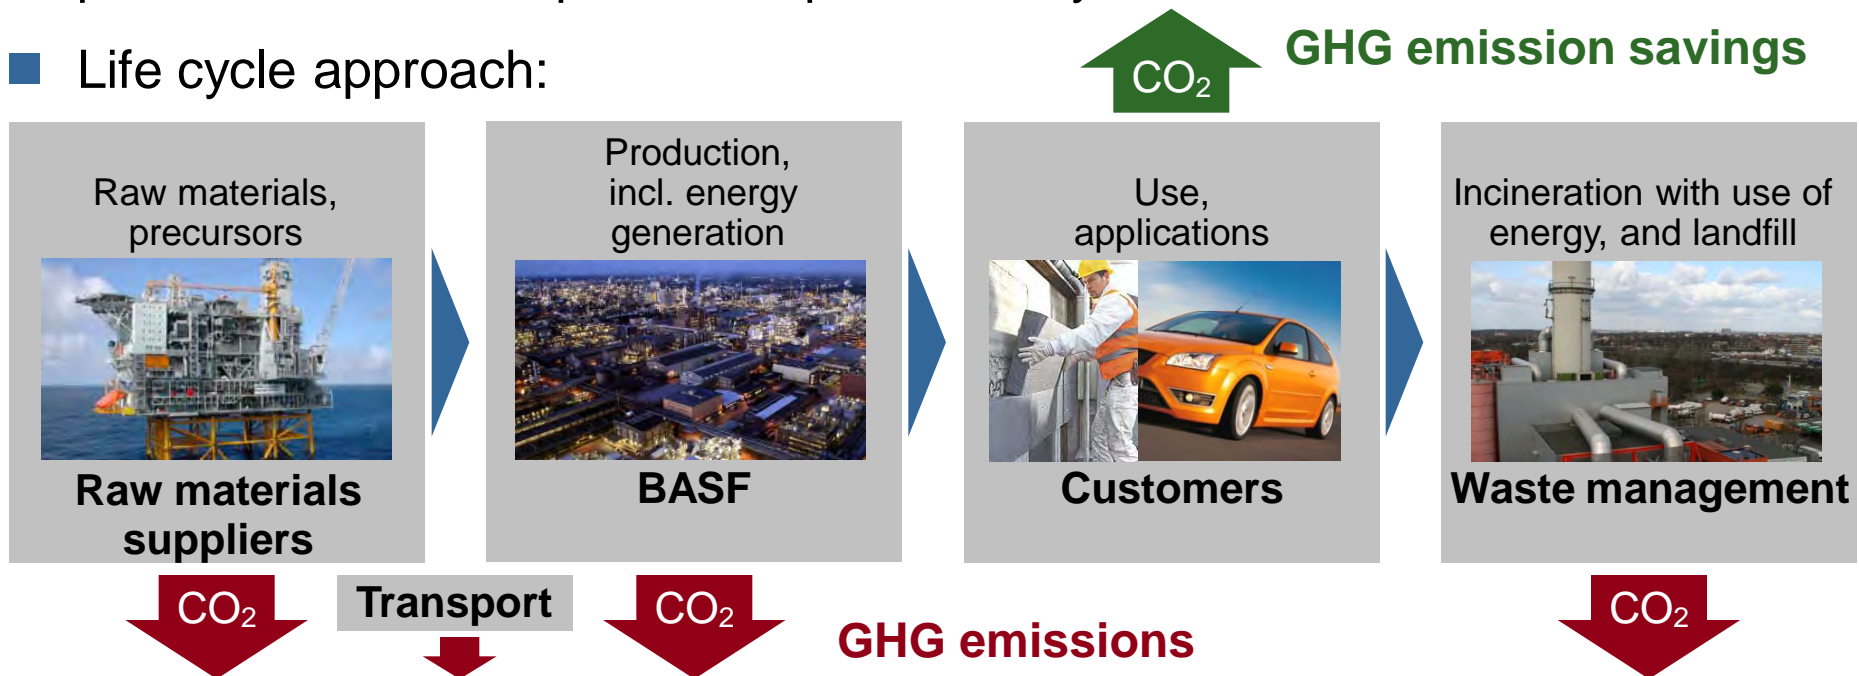 Life cycle approach:
CO₂
GHG emission savings
Raw materials,
precursors
Raw materials
suppliers
Production,
incl. energy
generation
BASF
Use,
applications
Customers
Incineration with use of
energy, and landfill
Waste management
CO₂
Transport
CO₂
GHG emissions
CO₂